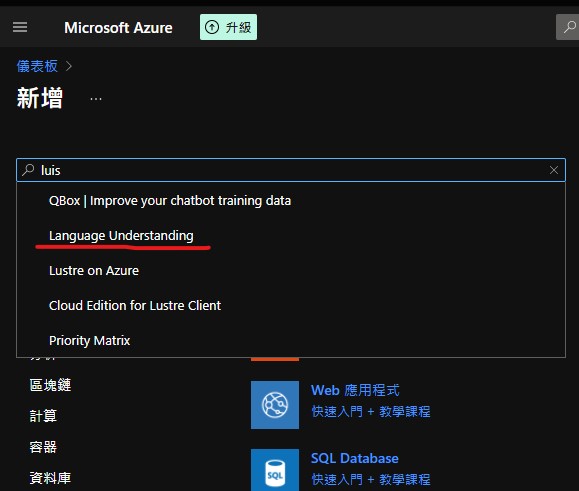 Microsoft Azure
升級
儀表板
新增
...
luis
QBox | Improve your chatbot training data
Language Understanding
Lustre on Azure
Cloud Edition for Lustre Client
Priority Matrix
區塊鏈
Web 應用程式
快速入門 + 教學課程
計算
容器
SQL Database
資料庫
快速入門 + 教學課程
SQL